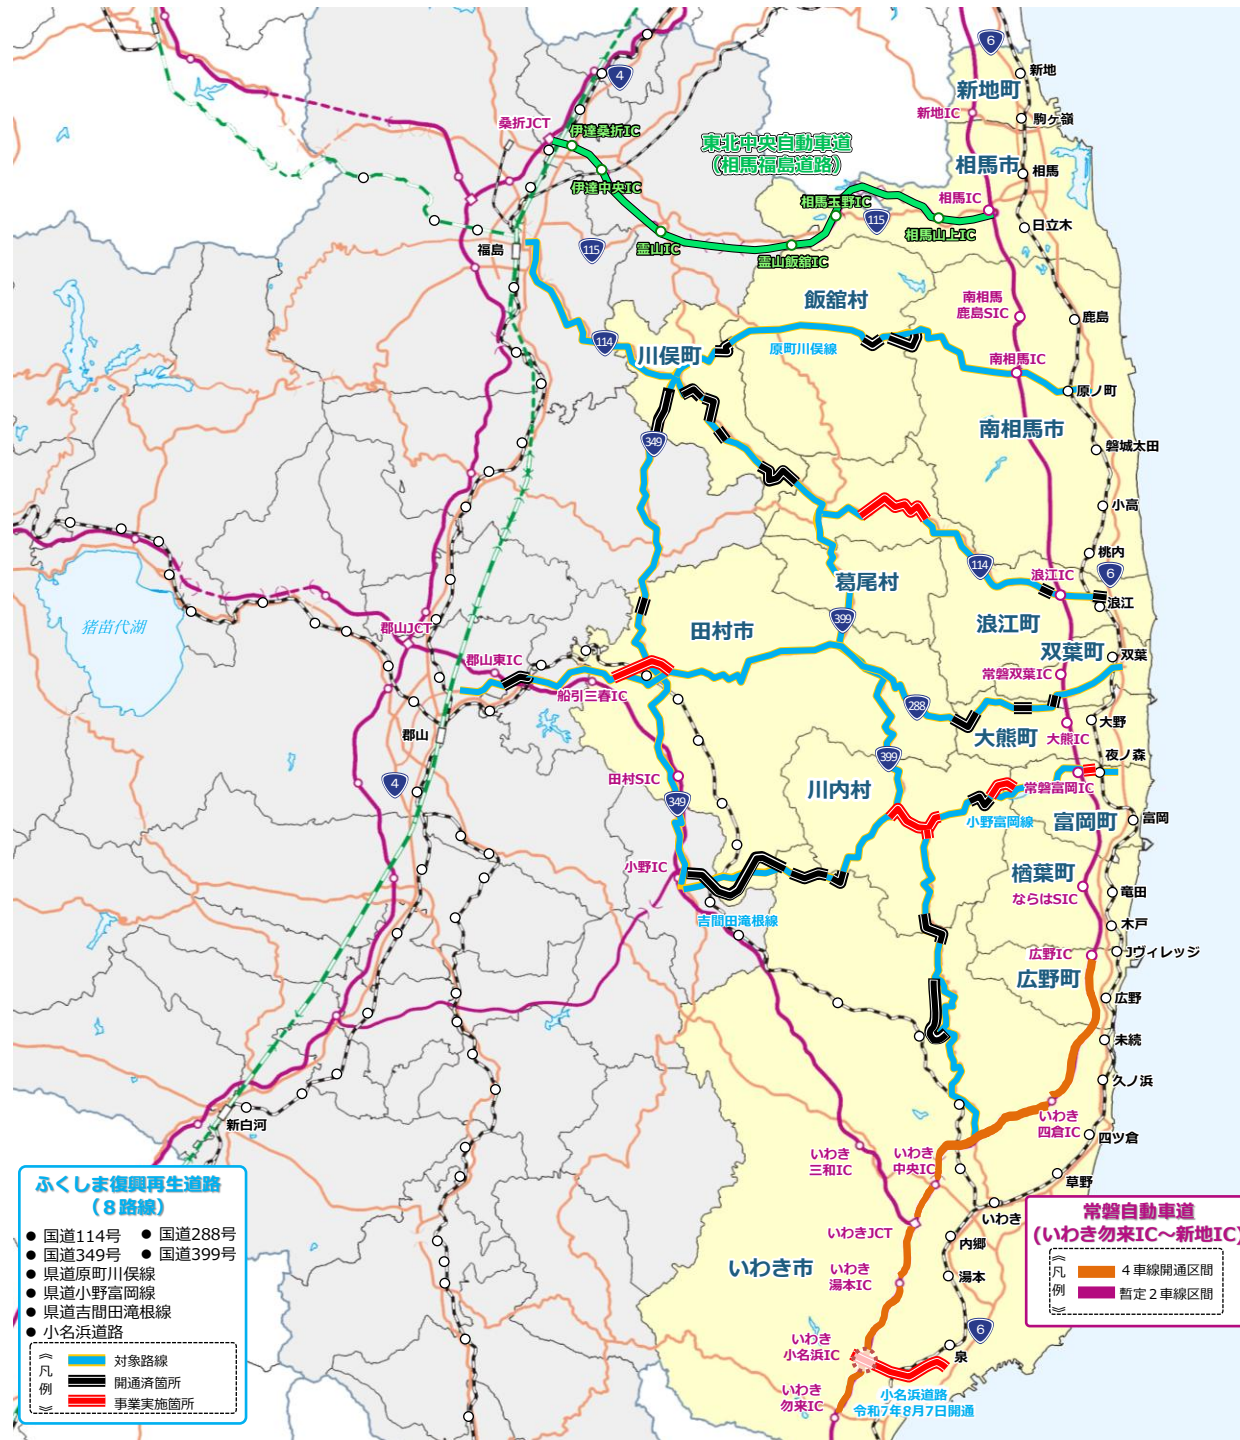 6
新地
新地町
新地IC
駒ケ嶺
4
桑折JCT
伊達桑折IC
東北中央自動車道
（相馬福島道路）
相馬市
相馬
伊達中央IC
相馬玉野IC
相馬IC
115
相馬山上IC
日立木
福島
115
霊山IC
霊山飯舘IC
飯舘村
南相馬
鹿島SIC
鹿島
114
川俣町
原町川俣線
南相馬IC
原ノ町
349
南相馬市
磐城太田
小高
桃内
114
浪江IC
6
浪江
葛尾村
399
浪江町
猪苗代湖
郡山JCT
田村市
双葉町
双葉
郡山東IC
常磐双葉IC
船引三春IC
288
大野
郡山
大熊町
大熊IC
夜ノ森
399
田村SIC
4
川内村
常磐富岡IC
349
小野富岡線
富岡町
富岡
小野IC
楢葉町
ならはSIC
竜田
吉間田滝根線
木戸
広野IC
Jヴィレッジ
広野町
広野
末続
久ノ浜
新白河
いわき
四倉IC
四ツ倉
いわき
三和IC
いわき
中央IC
草野
いわき
いわきJCT
内郷
いわき市
いわき
湯本IC
湯本
6
いわき
小名浜IC
泉
小名浜道路
令和7年8月7日開通
いわき
勿来IC
ふくしま復興再生道路
（８路線）
● 国道114号 ● 国道288号
● 国道349号 ● 国道399号
● 県道原町川俣線
● 県道小野富岡線
● 県道吉間田滝根線
● 小名浜道路
《凡例》
対象路線
開通済箇所
事業実施箇所
常磐自動車道
(いわき勿来IC～新地IC)
《凡例》
４車線開通区間
暫定２車線区間